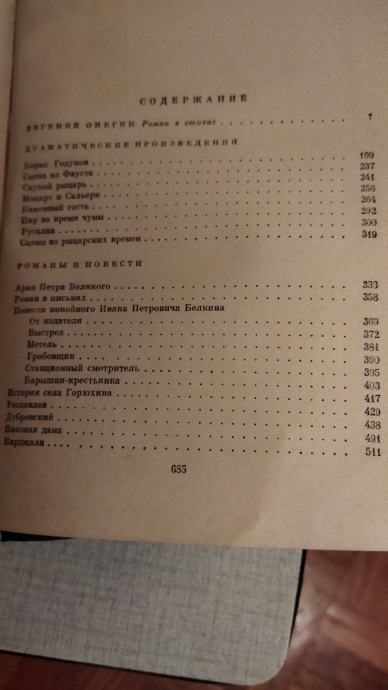 СОДЕРЖАНИЕ
ЕВГЕНИЙ ОНЕГИН. Роман в стихах . . . . . . . . . . 7
ДРАМАТИЧЕСКИЕ ПРОИЗВЕДЕНИЯ
Борис Годунов . . . . . . . . . . 169
Сцена из Фауста . . . . . . . . . . 237
Скупой рыцарь . . . . . . . . . . 241
Моцарт и Сальери . . . . . . . . . . 256
Каменный гость . . . . . . . . . . 264
Пир во время чумы . . . . . . . . . . 292
Русалка . . . . . . . . . . 300
Сцены из рыцарских времен . . . . . . . . . . 319
РОМАНЫ И ПОВЕСТИ
Арап Петра Великого . . . . . . . . . . 333
Роман в письмах . . . . . . . . . . 358
Повести покойного Ивана Петровича Белкина
От издателя . . . . . . . . . . 369
Выстрел . . . . . . . . . . 372
Метель . . . . . . . . . . 381
Гробовщик . . . . . . . . . . 390
Станционный смотритель . . . . . . . . . . 395
Барышня-крестьянка . . . . . . . . . . 403
История села Горюхина . . . . . . . . . . 417
Рославлев . . . . . . . . . . 429
Дубровский . . . . . . . . . . 438
Пиковая дама . . . . . . . . . . 491
Кирджали . . . . . . . . . . 511
685